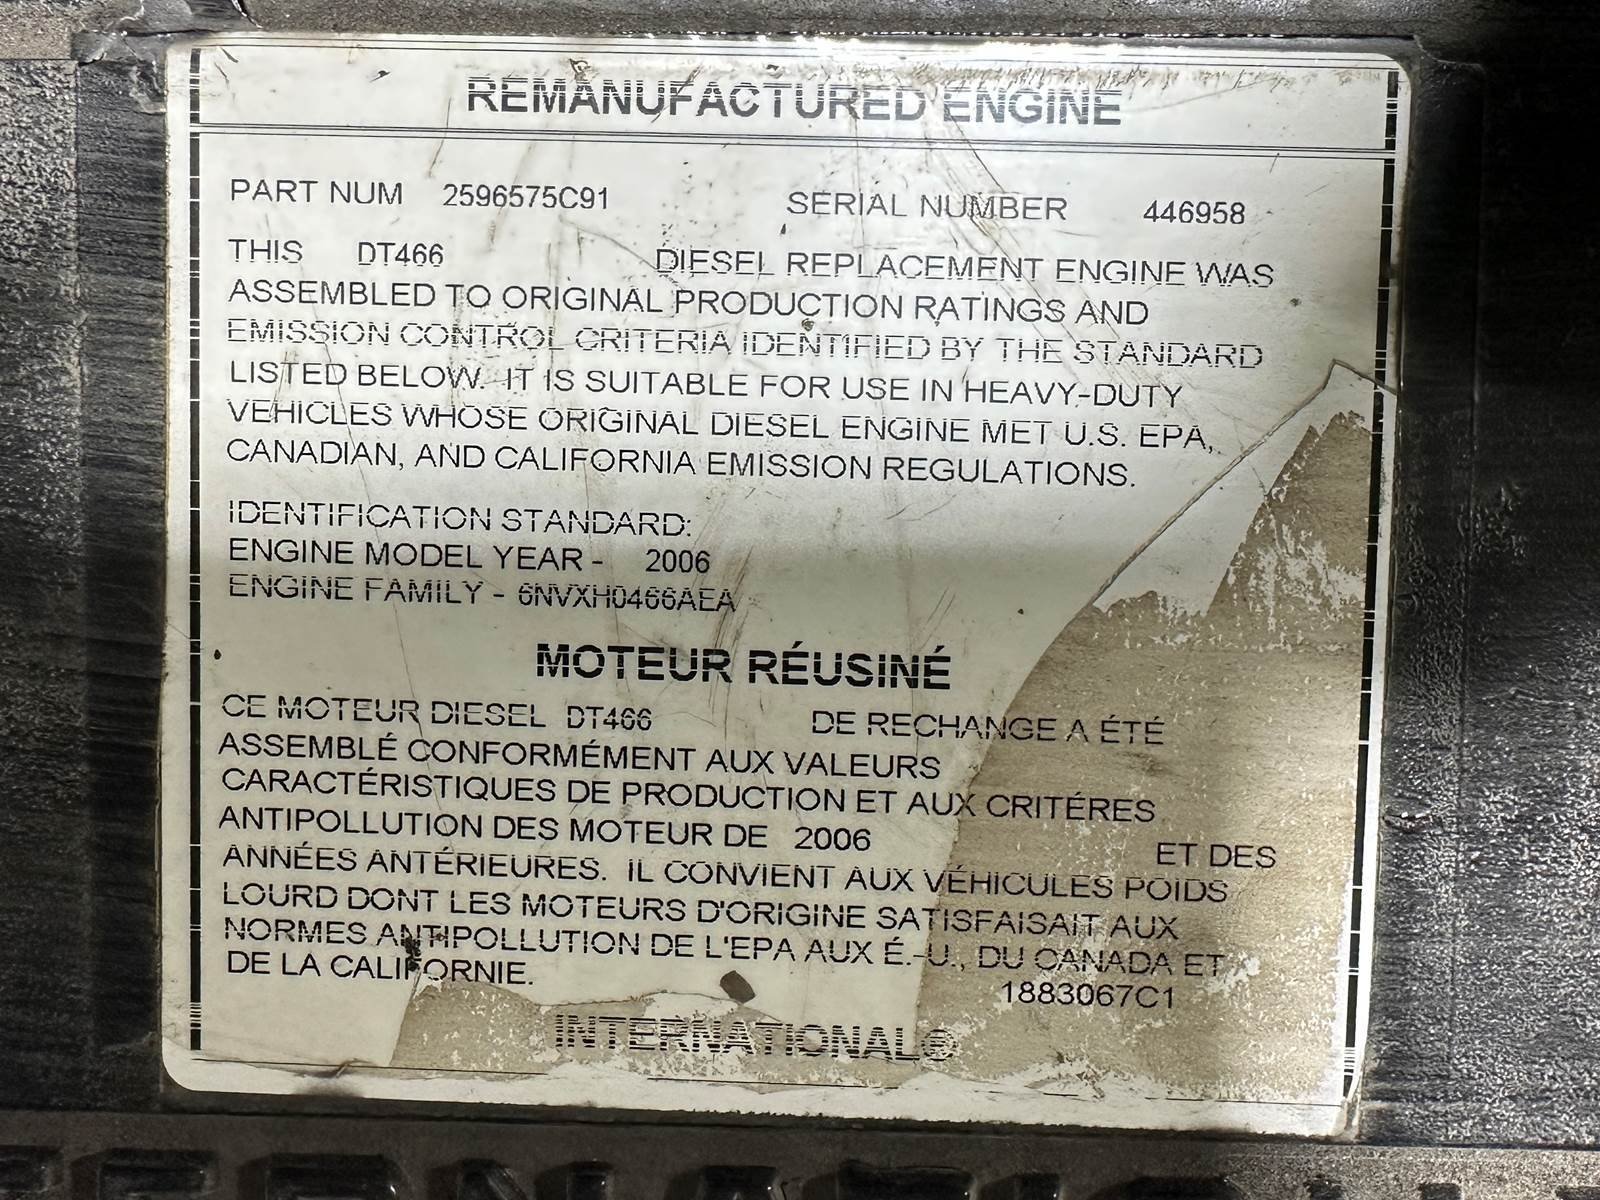 REMANUFACTURED ENGINE
PART NUM 2596575C91 SERIAL NUMBER 446958
THIS DT466 DIESEL REPLACEMENT ENGINE WAS
ASSEMBLED TO ORIGINAL PRODUCTION RATINGS AND
EMISSION CONTROL CRITERIA IDENTIFIED BY THE STANDARD
LISTED BELOW. IT IS SUITABLE FOR USE IN HEAVY-DUTY
VEHICLES WHOSE ORIGINAL DIESEL ENGINE MET U.S. EPA,
CANADIAN, AND CALIFORNIA EMISSION REGULATIONS.
IDENTIFICATION STANDARD:
ENGINE MODEL YEAR - 2006
ENGINE FAMILY - 6NVXH0466AEA
MOTEUR RÉUSINÉ
CE MOTEUR DIESEL DT466 DE RECHANGE A ÉTÉ
ASSEMBLÉ CONFORMÉMENT AUX VALEURS
CARACTÉRISTIQUES DE PRODUCTION ET AUX CRITÉRES
ANTIPOLLUTION DES MOTEUR DE 2006 ET DES
ANNÉES ANTÉRIEURES. IL CONVIENT AUX VÉHICULES POIDS
LOURD DONT LES MOTEURS D'ORIGINE SATISFAISAIT AUX
NORMES ANTIPOLLUTION DE L'EPA AUX É.-U., DU CANADA ET
DE LA CALIFORNIE.
1883067C1
INTERNATIONAL®